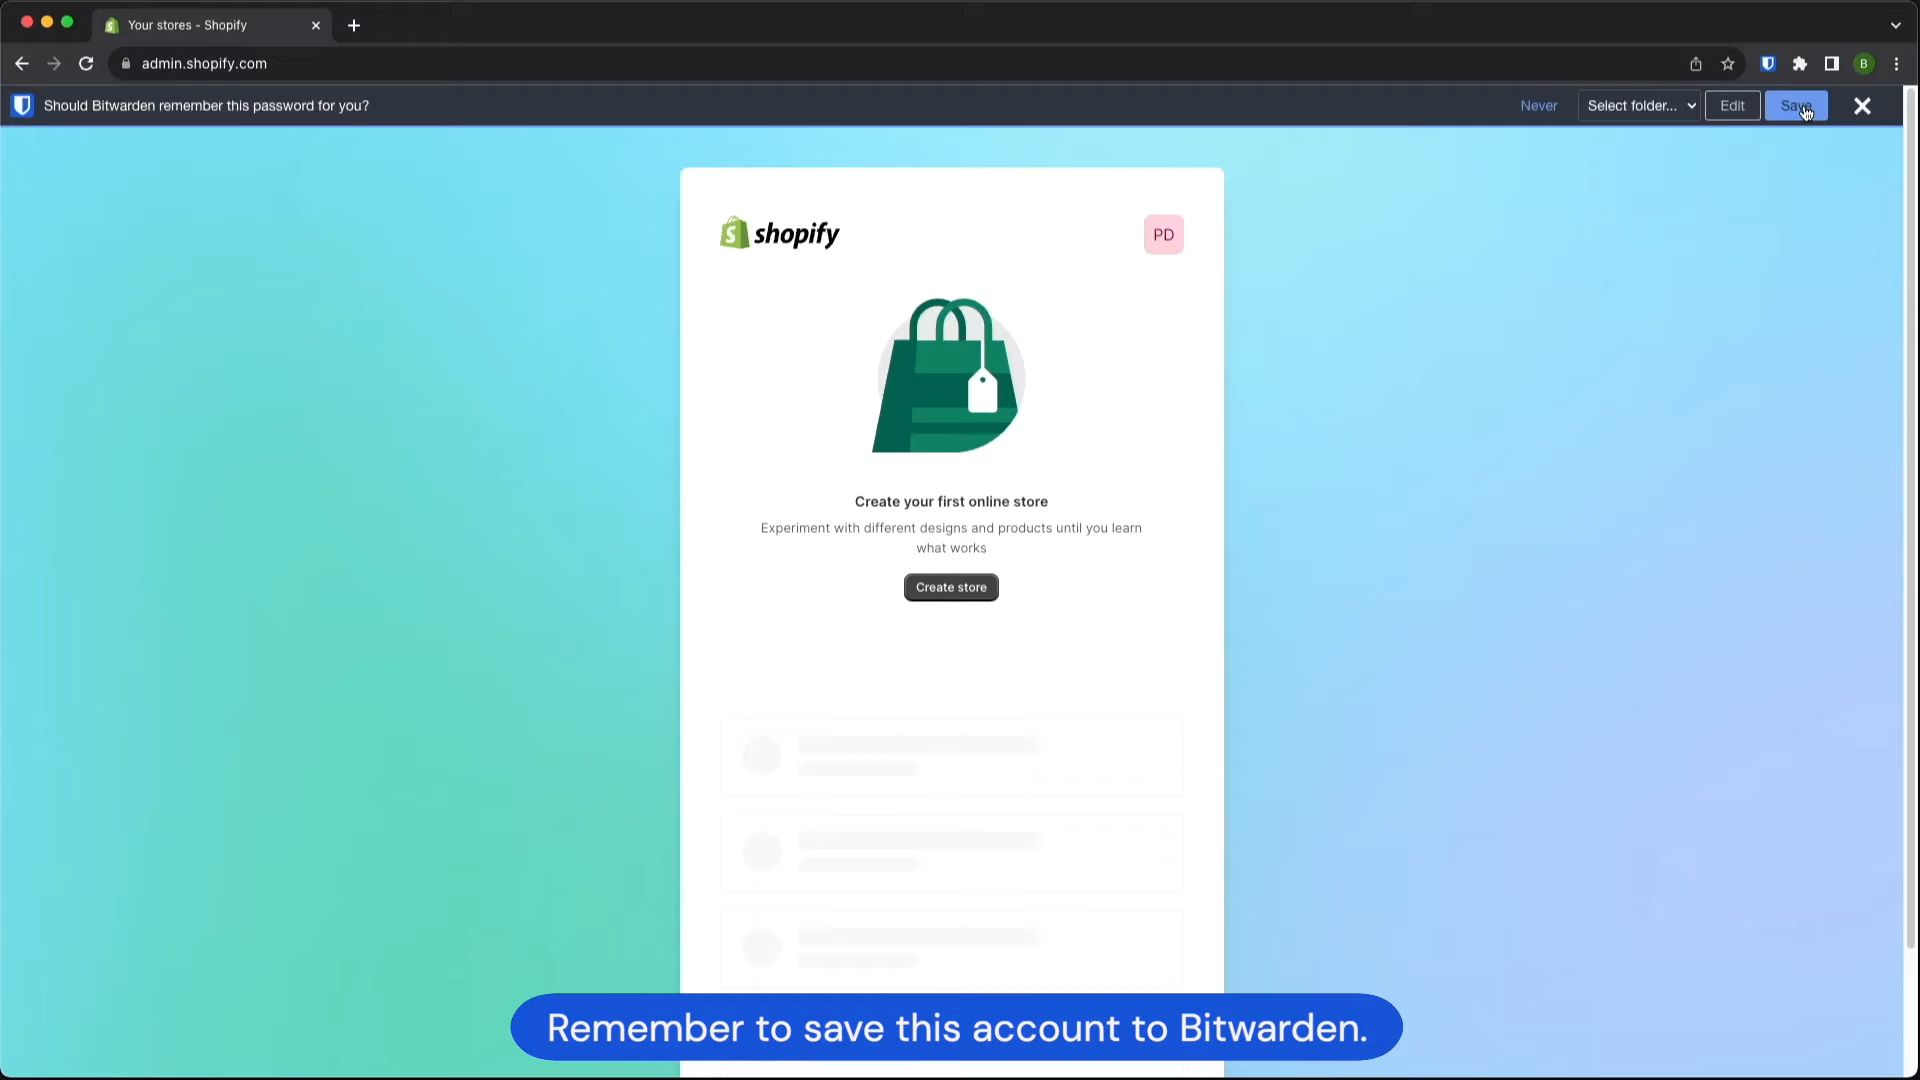 Your stores - Shopify
admin.shopify.com
B
Should Bitwarden remember this password for you?
Never
Select folder...
Edit
Save
shopify
PD
Create your first online store
Experiment with different designs and products until you learn
what works
Create store
Remember to save this account to Bitwarden.